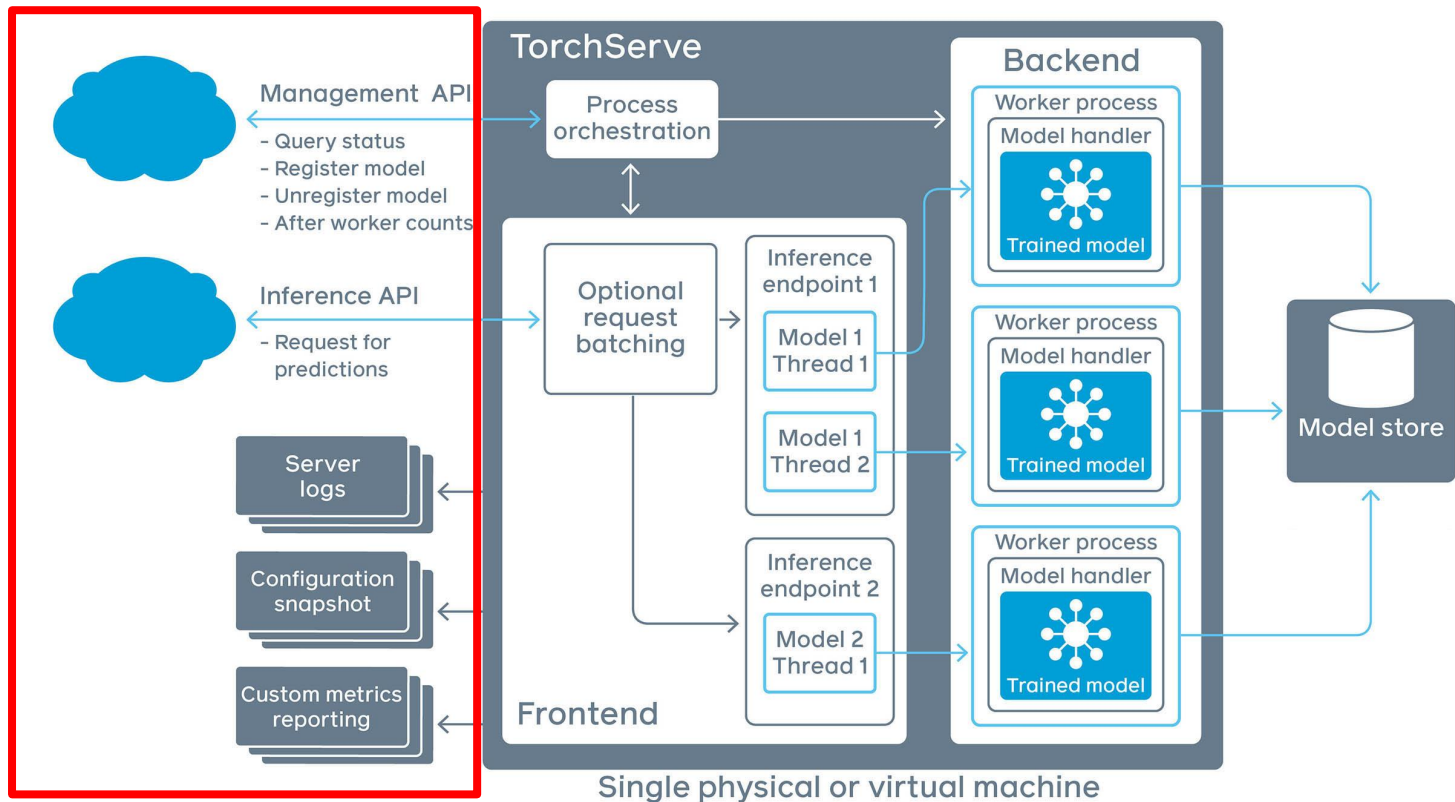 TorchServe
Management API
- Query status
- Register model
- Unregister model
- After worker counts
Inference API
- Request for
predictions
Server
logs
Configuration
snapshot
Custom metrics
reporting
Process
orchestration
Optional
request
batching
Inference
endpoint 1
Model 1
Thread 1
Model 1
Thread 2
Inference
endpoint 2
Model 2
Thread 1
Frontend
Backend
Worker process
Model handler
Trained model
Worker process
Model handler
Trained model
Worker process
Model handler
Trained model
Model store
Single physical or virtual machine